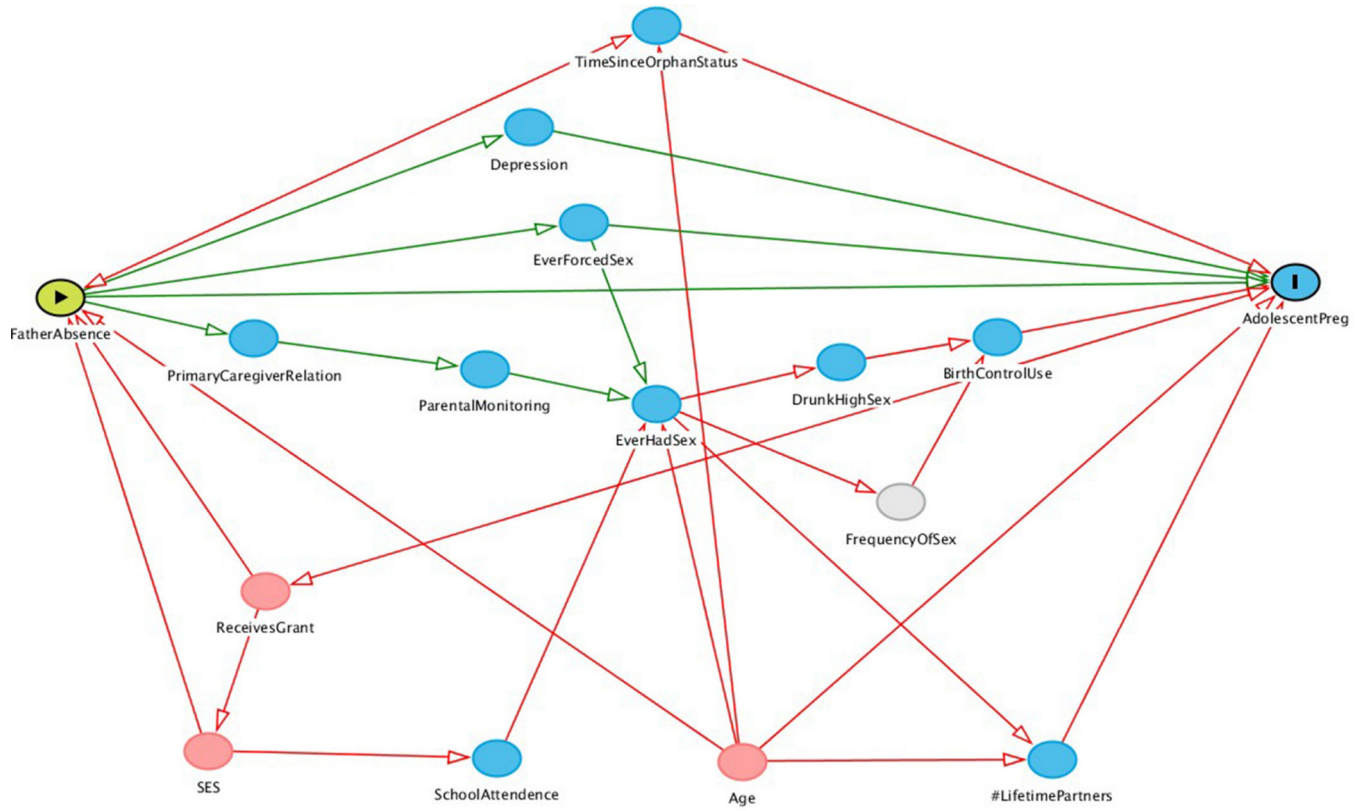 TimeSinceOrphanStatus
Depression
EverForcedSex
FatherAbsence
AdolescentPreg
PrimaryCaregiverRelation
BirthControlUse
ParentalMonitoring
DrunkHighSex
EverHadSex
FrequencyOfSex
ReceivesGrant
SES
SchoolAttendence
Age
#LifetimePartners